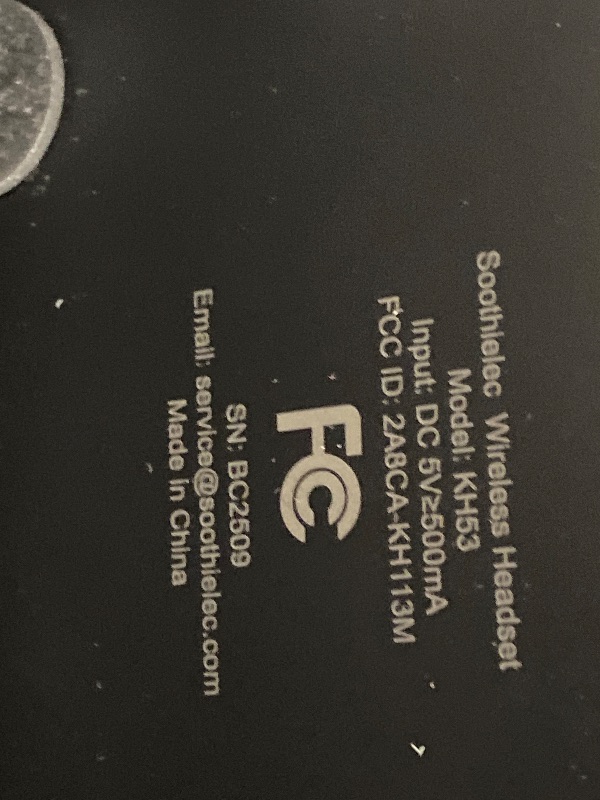 Soothielec Wireless Headset
Model: KH53
Input: DC 5V≥500mA
FCC ID: 2A8CA-KH113M
FC
SN: BC2509
Email: service@soothielec.com
Made in China